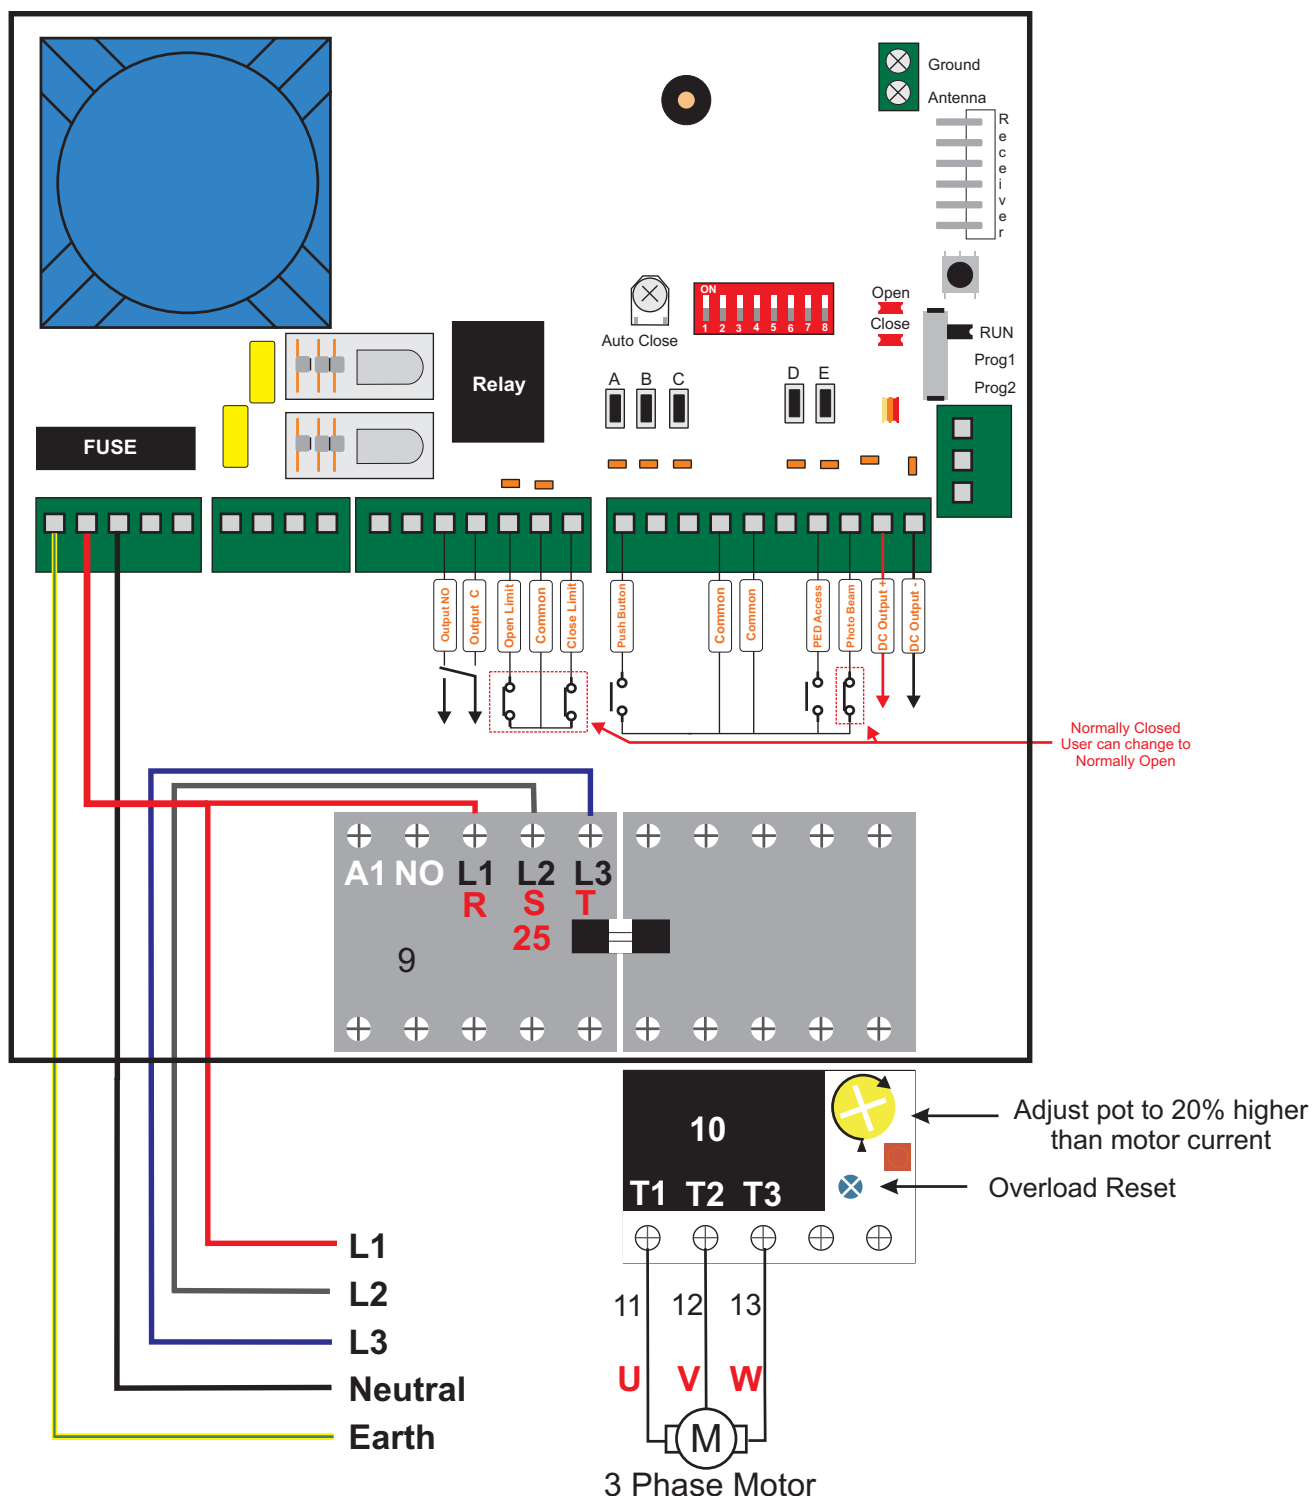 Ground
Antenna
Receiver
ON
1 2 3 4 5 6 7 8
Auto Close
Open
Close
RUN
Prog1
Prog2
A B C
D E
Relay
FUSE
Output NO
Output C
Open Limit
Common
Close Limit
Push Button
Common
Common
PED Access
Photo Beam
DC Output +
DC Output -
Normally Closed
User can change to
Normally Open
A1 NO L1 L2 L3
R S T
25
9
10
T1 T2 T3
Adjust pot to 20% higher
than motor current
Overload Reset
L1
L2
L3
Neutral
Earth
11 12 13
U V W
M
3 Phase Motor